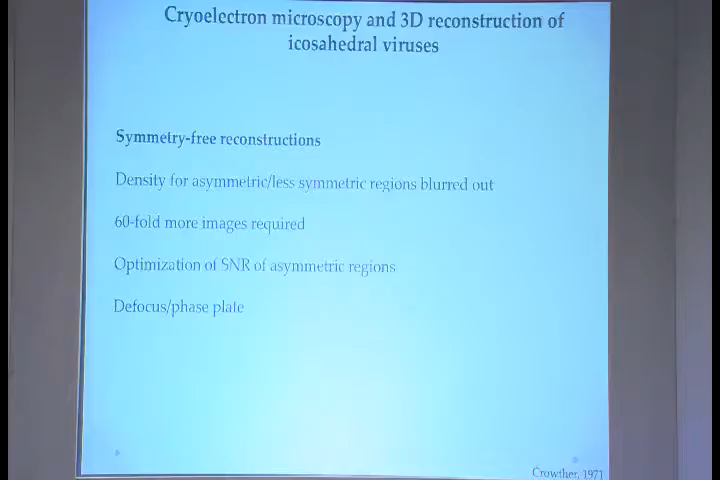 Cryoelectron microscopy and 3D reconstruction of
icosahedral viruses
Symmetry-free reconstructions
Density for asymmetric/less symmetric regions blurred out
60-fold more images required
Optimization of SNR of asymmetric regions
Defocus/phase plate
Crowther, 1971